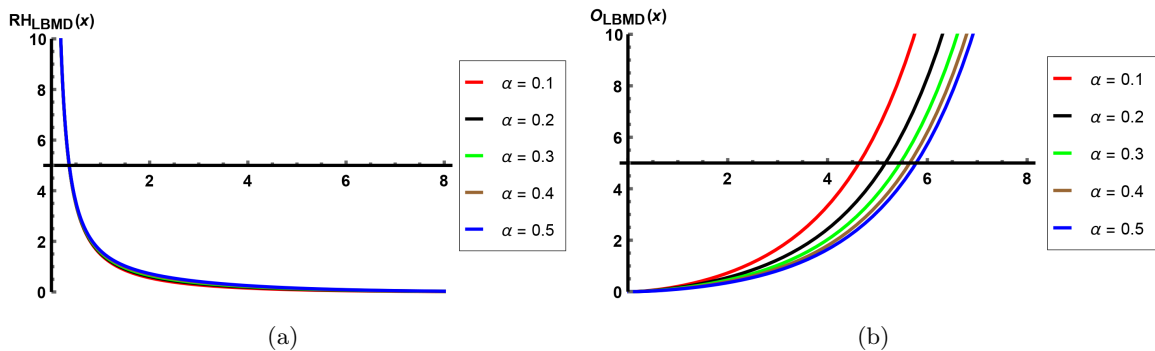 RH_LBMD(x)
10
8
6
4
2
0
2 4 6 8
α = 0.1
α = 0.2
α = 0.3
α = 0.4
α = 0.5
(a)
O_LBMD(x)
10
8
6
4
2
0
2 4 6 8
α = 0.1
α = 0.2
α = 0.3
α = 0.4
α = 0.5
(b)